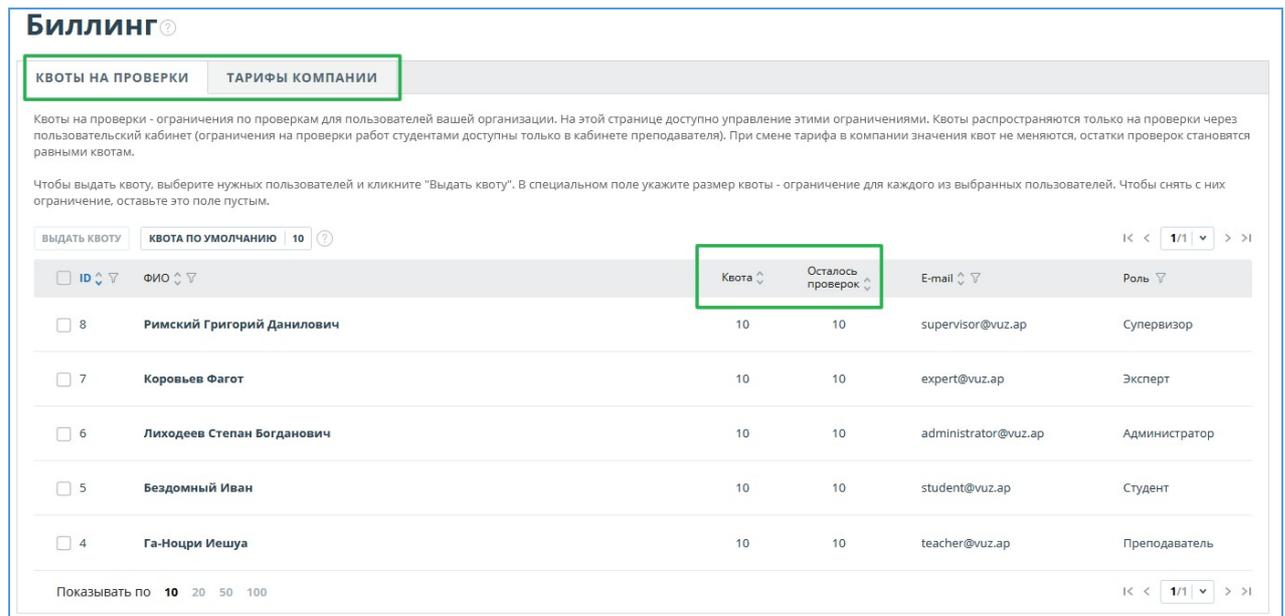 Биллинг ?
КВОТЫ НА ПРОВЕРКИ ТАРИФЫ КОМПАНИИ
Квоты на проверки - ограничения по проверкам для пользователей вашей организации. На этой странице доступно управление этими ограничениями. Квоты распространяются только на проверки через
пользовательский кабинет (ограничения на проверки работ студентами доступны только в кабинете преподавателя). При смене тарифа в компании значения квот не меняются, остатки проверок становятся
равными квотам.
Чтобы выдать квоту, выберите нужных пользователей и кликните "Выдать квоту". В специальном поле укажите размер квоты - ограничение для каждого из выбранных пользователей. Чтобы снять с них
ограничение, оставьте это поле пустым.
ВЫДАТЬ КВОТУ КВОТА ПО УМОЛЧАНИЮ 10 ? 1/1
ID ФИО Квота Осталось проверок E-mail Роль
8 Римский Григорий Данилович 10 10 supervisor@vuz.ap Супервизор
7 Коровьев Фагот 10 10 expert@vuz.ap Эксперт
6 Лиходеев Степан Богданович 10 10 administrator@vuz.ap Администратор
5 Бездомный Иван 10 10 student@vuz.ap Студент
4 Га-Ноцри Иешуа 10 10 teacher@vuz.ap Преподаватель
Показывать по 10 20 50 100 1/1